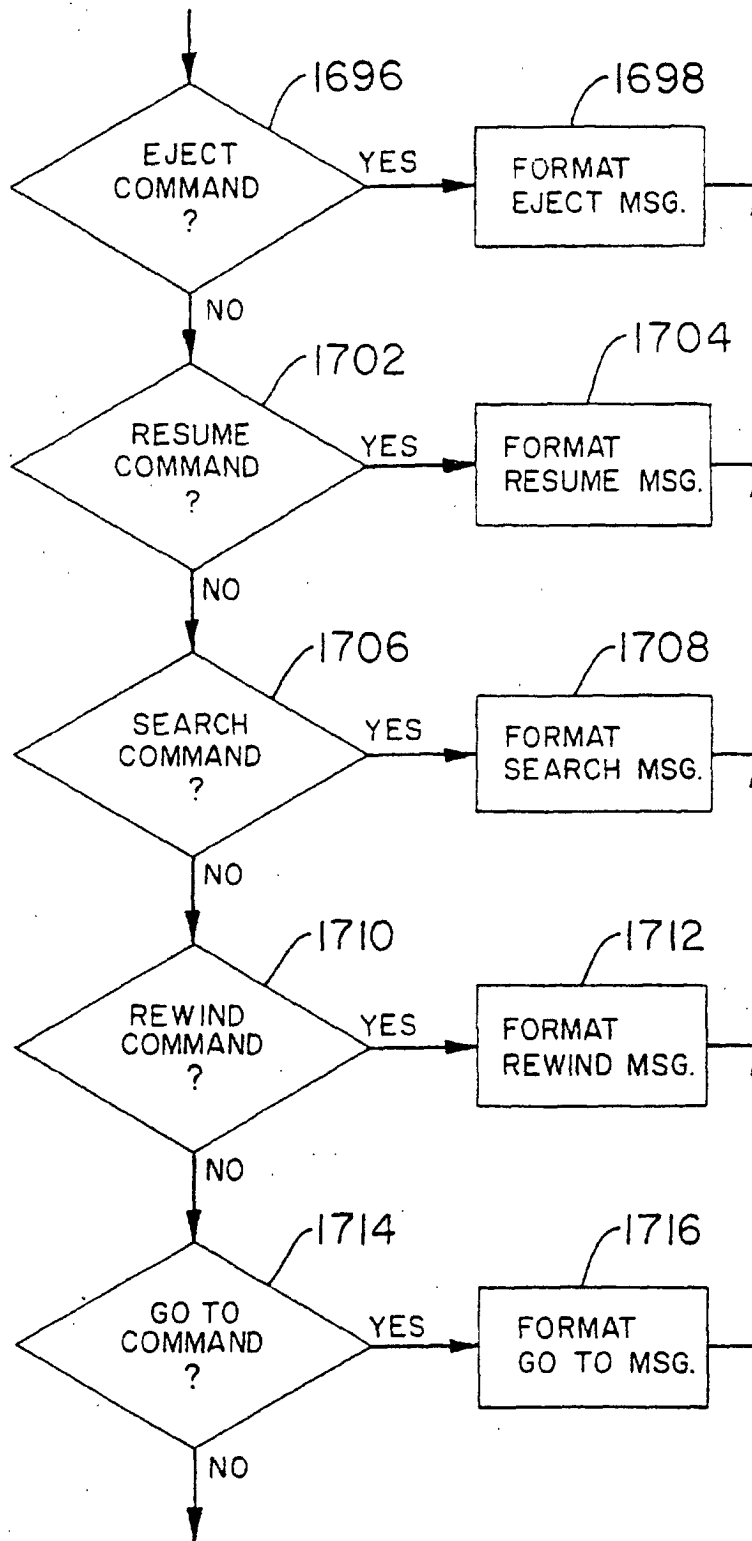 1696
1698
EJECT
COMMAND
?
YES
FORMAT
EJECT MSG.
NO
1702
1704
RESUME
COMMAND
?
YES
FORMAT
RESUME MSG.
NO
1706
1708
SEARCH
COMMAND
?
YES
FORMAT
SEARCH MSG.
NO
1710
1712
REWIND
COMMAND
?
YES
FORMAT
REWIND MSG.
NO
1714
1716
GO TO
COMMAND
?
YES
FORMAT
GO TO MSG.
NO